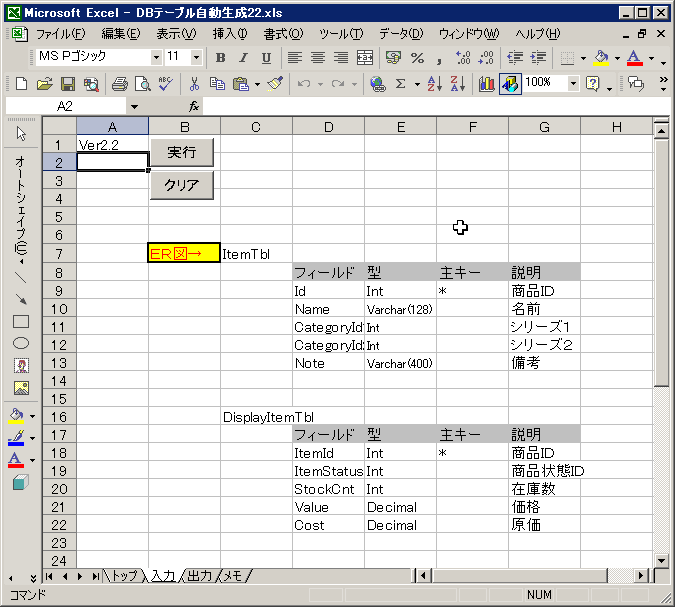 Microsoft Excel - DBテーブル自動生成22.xls
ファイル(F) 編集(E) 表示(V) 挿入(I) 書式(O) ツール(T) データ(D) ウィンドウ(W) ヘルプ(H)
MS Pゴシック 11 B I U % ,
100%
A2 fx
オートシェイプ(
A B C D E F G H
1 Ver2.2 実行
2
3 クリア
4
5
6
7 ER図→ ItemTbl
8 フィールド 型 主キー 説明
9 Id Int * 商品ID
10 Name Varchar(128) 名前
11 CategoryId Int シリーズ1
12 CategoryId Int シリーズ2
13 Note Varchar(400) 備考
14
15
16 DisplayItemTbl
17 フィールド 型 主キー 説明
18 ItemId Int * 商品ID
19 ItemStatus Int 商品状態ID
20 StockCnt Int 在庫数
21 Value Decimal 価格
22 Cost Decimal 原価
23
24
トップ 入力 出力 メモ
コマンド NUM